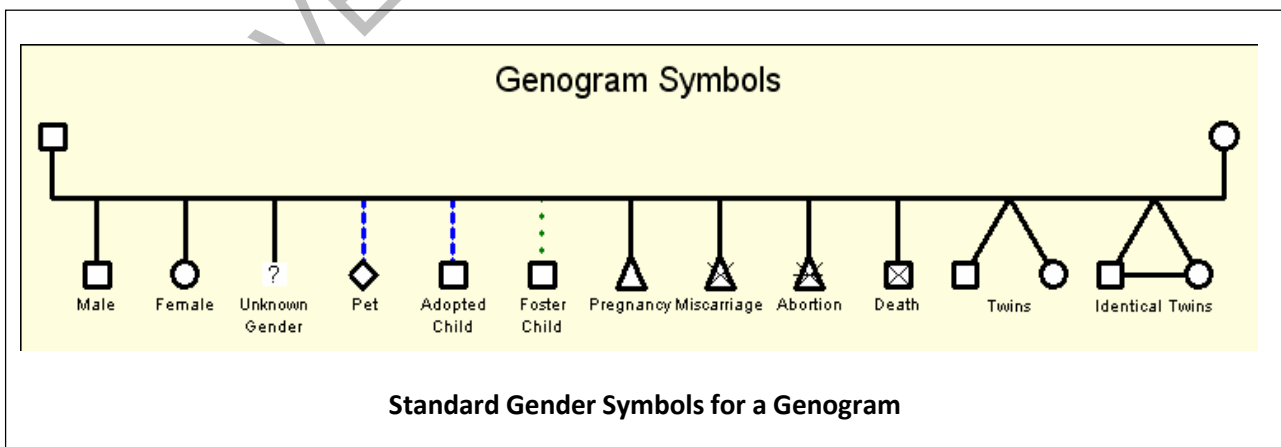 Genogram Symbols
?
Male Female Unknown Gender Pet Adopted Child Foster Child Pregnancy Miscarriage Abortion Death Twins Identical Twins
Standard Gender Symbols for a Genogram